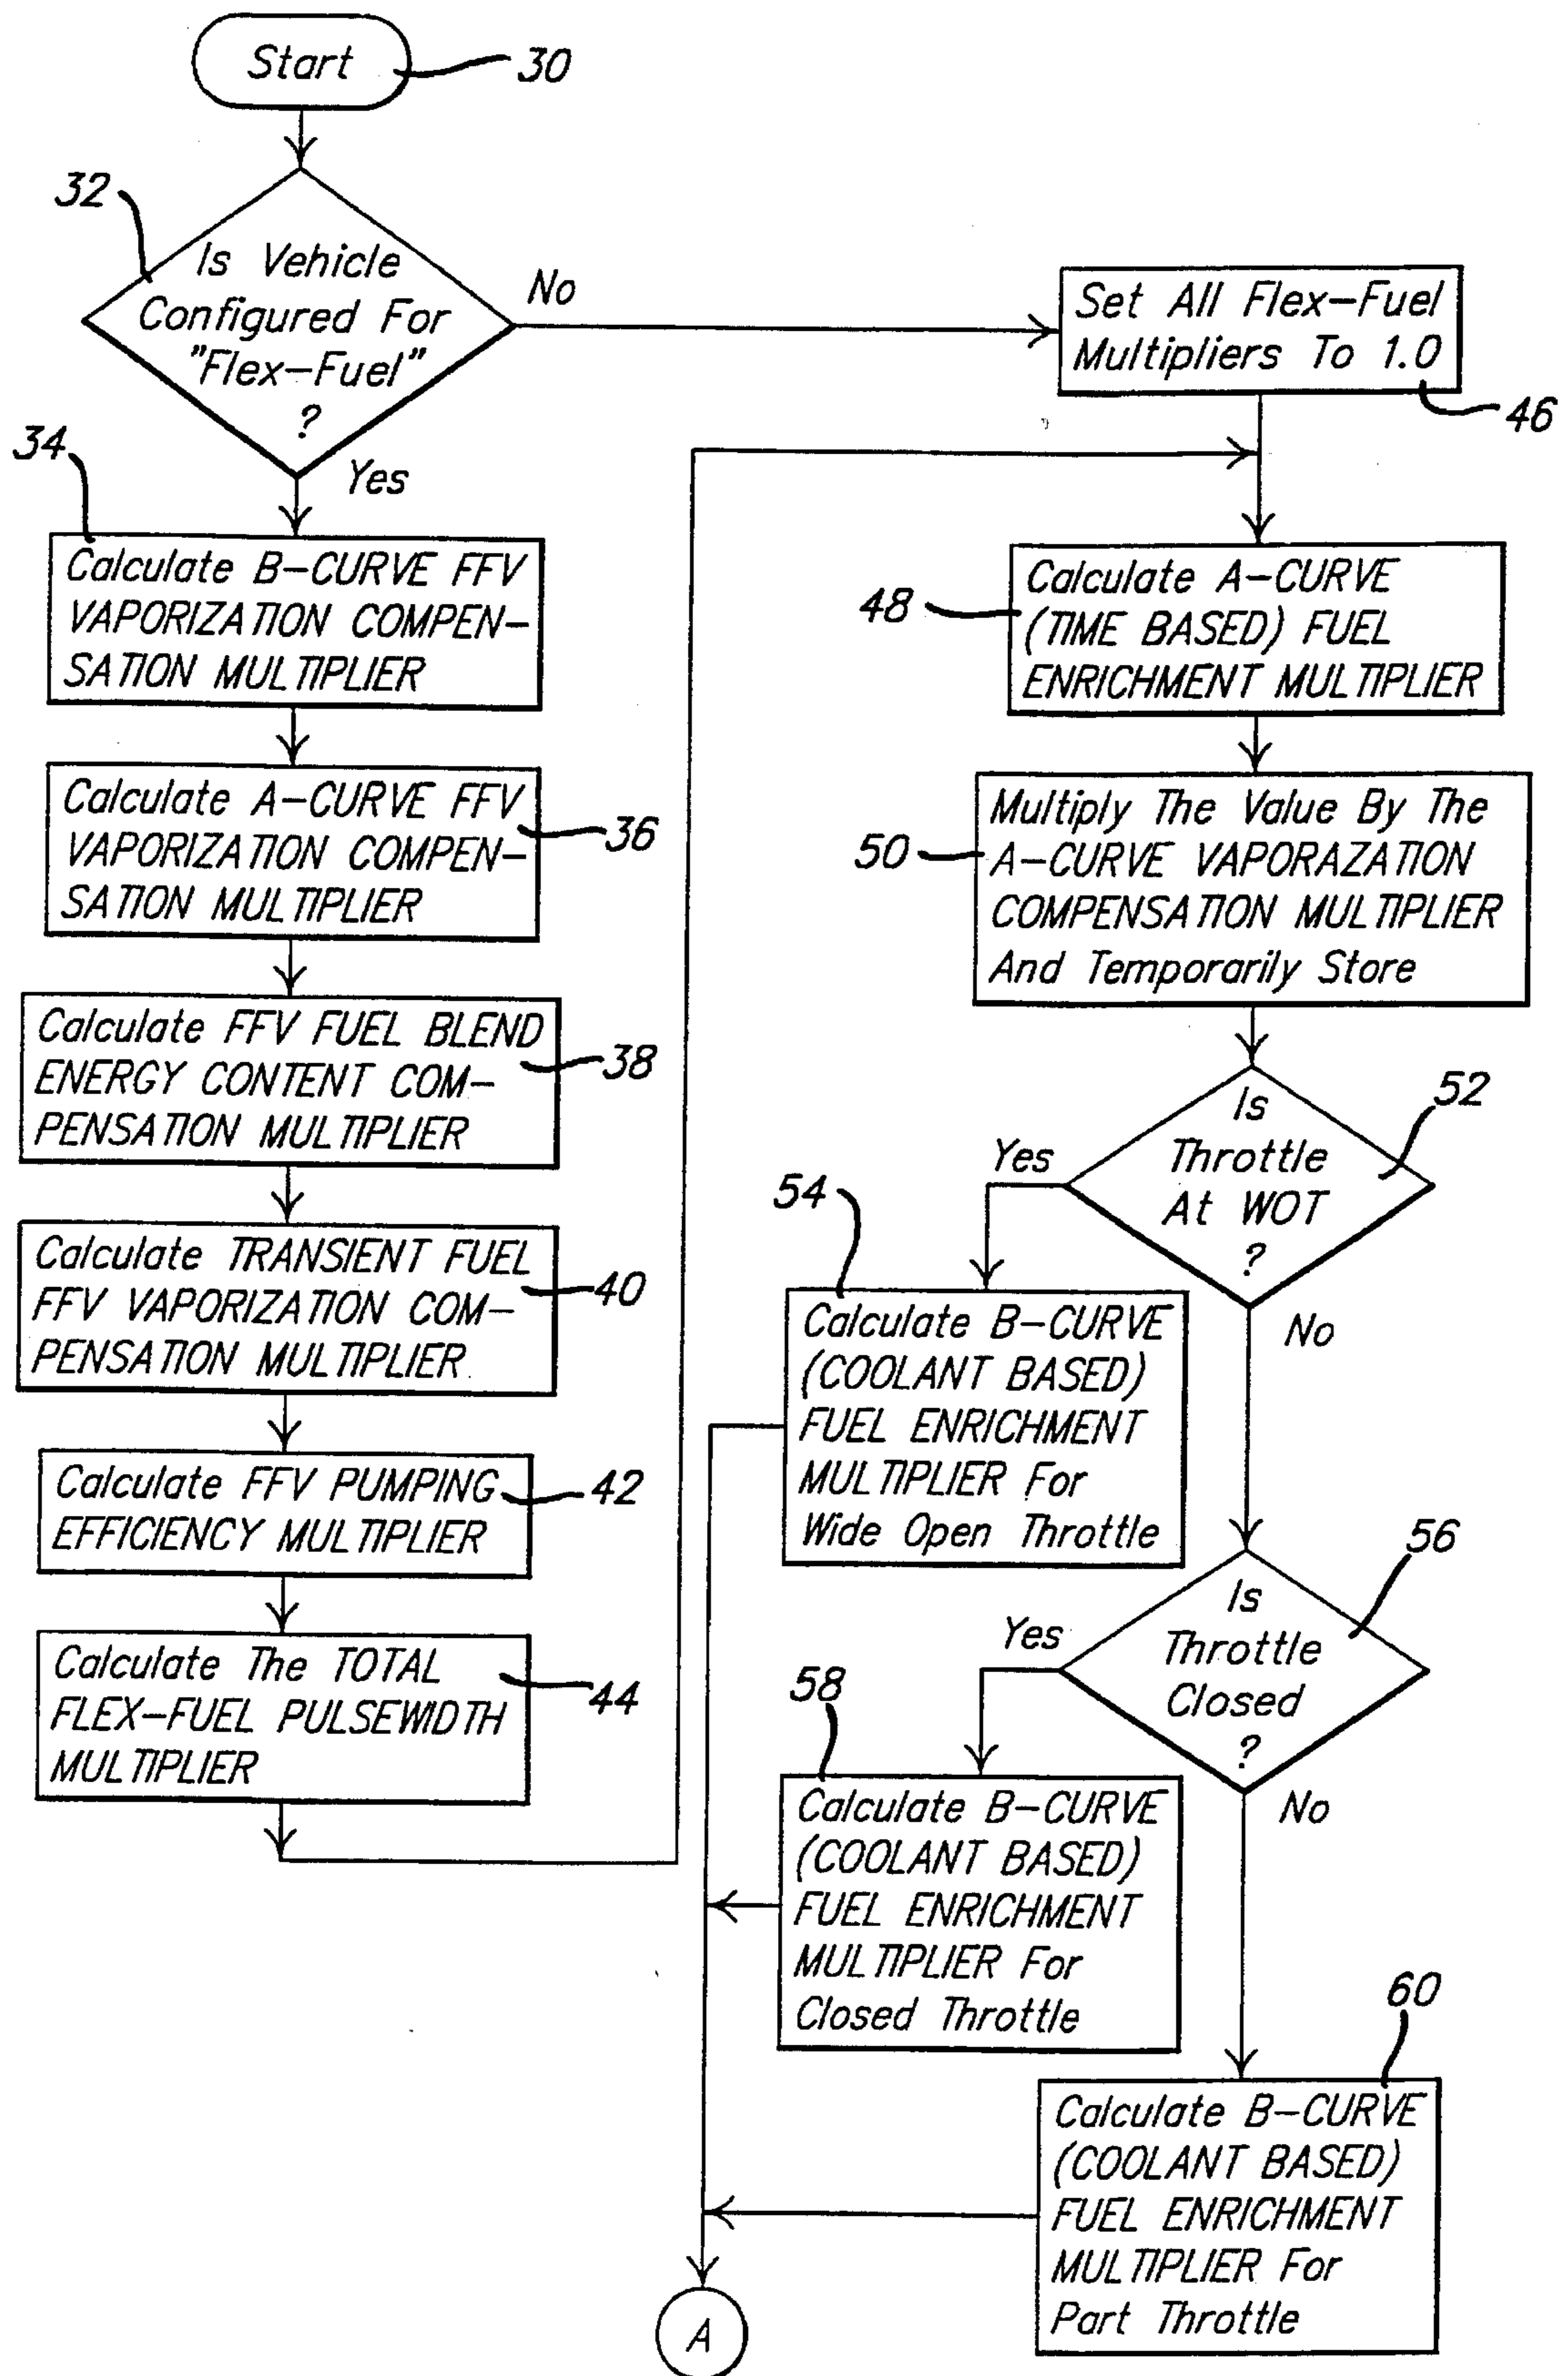 Start
30
32
Is Vehicle
Configured For
"Flex-Fuel"
?
No
Yes
34
Calculate B-CURVE FFV
VAPORIZATION COMPEN-
SATION MULTIPLIER
Calculate A-CURVE FFV
VAPORIZATION COMPEN-
SATION MULTIPLIER
36
Calculate FFV FUEL BLEND
ENERGY CONTENT COM-
PENSATION MULTIPLIER
38
Calculate TRANSIENT FUEL
FFV VAPORIZATION COM-
PENSATION MULTIPLIER
40
Calculate FFV PUMPING
EFFICIENCY MULTIPLIER
42
Calculate The TOTAL
FLEX-FUEL PULSEWIDTH
MULTIPLIER
44
Set All Flex-Fuel
Multipliers To 1.0
46
48
Calculate A-CURVE
(TIME BASED) FUEL
ENRICHMENT MULTIPLIER
50
Multiply The Value By The
A-CURVE VAPORAZATION
COMPENSATION MULTIPLIER
And Temporarily Store
52
Is
Throttle
At WOT
?
Yes
No
54
Calculate B-CURVE
(COOLANT BASED)
FUEL ENRICHMENT
MULTIPLIER For
Wide Open Throttle
56
Is
Throttle
Closed
?
Yes
No
58
Calculate B-CURVE
(COOLANT BASED)
FUEL ENRICHMENT
MULTIPLIER For
Closed Throttle
60
Calculate B-CURVE
(COOLANT BASED)
FUEL ENRICHMENT
MULTIPLIER For
Part Throttle
A